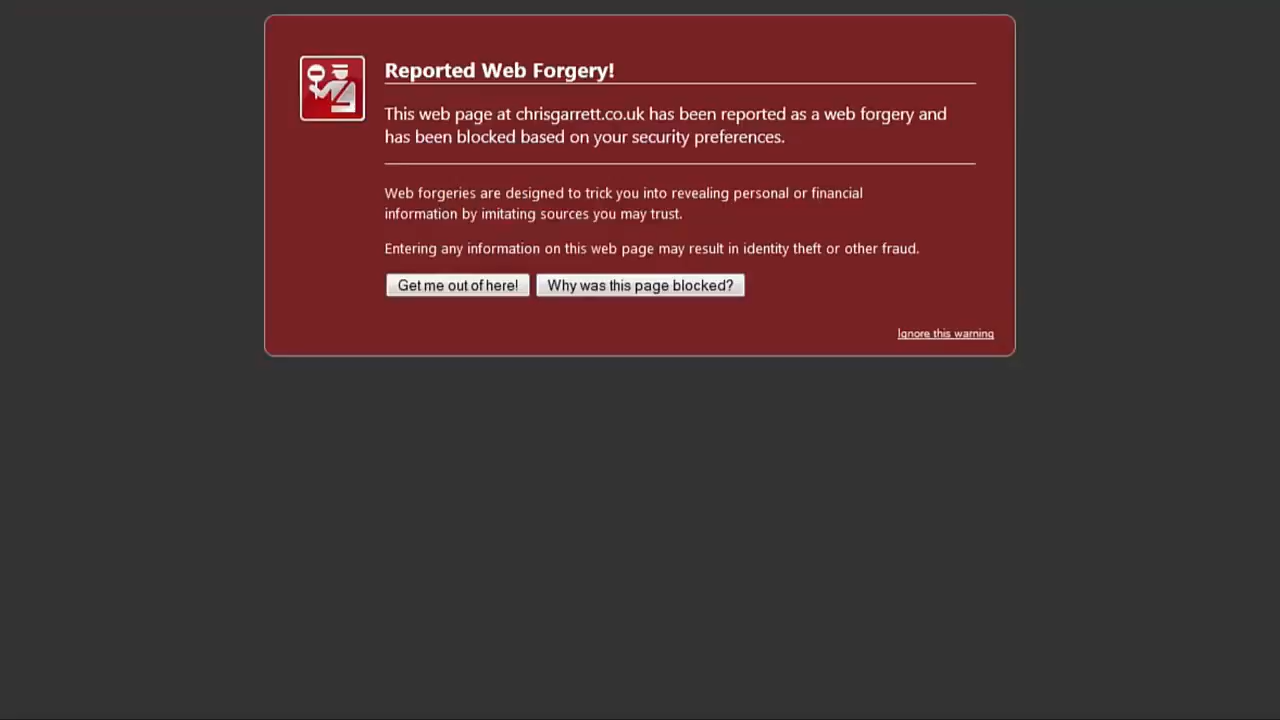 Reported Web Forgery!
This web page at chrisgarrett.co.uk has been reported as a web forgery and
has been blocked based on your security preferences.
Web forgeries are designed to trick you into revealing personal or financial
information by imitating sources you may trust.
Entering any information on this web page may result in identity theft or other fraud.
Get me out of here! Why was this page blocked?
Ignore this warning